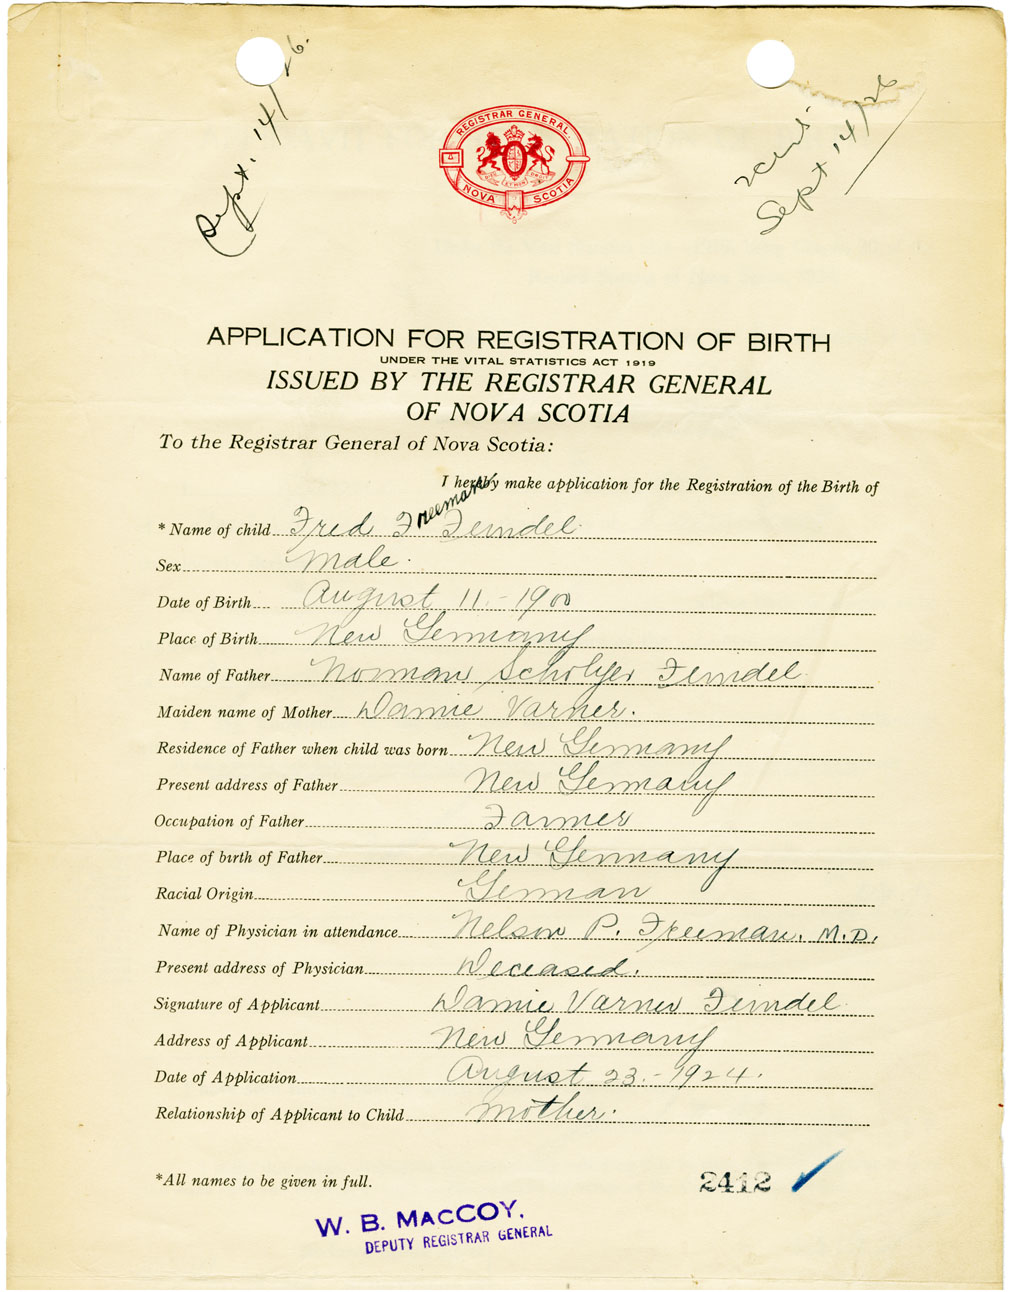 Sept. 14/26.
Sept 14/26
REGISTRAR GENERAL
NOVA SCOTIA
APPLICATION FOR REGISTRATION OF BIRTH
UNDER THE VITAL STATISTICS ACT 1919
ISSUED BY THE REGISTRAR GENERAL
OF NOVA SCOTIA
To the Registrar General of Nova Scotia:
I hereby make application for the Registration of the Birth of
* Name of child Fred Freeman Feindel
Sex Male.
Date of Birth August 11 - 1900
Place of Birth New Germany
Name of Father Norman Feindel
Maiden name of Mother Damie Varner.
Residence of Father when child was born New Germany
Present address of Father New Germany
Occupation of Father Farmer
Place of birth of Father New Germany
Racial Origin German
Name of Physician in attendance Nelson P. Freeman. M.D.
Present address of Physician Deceased.
Signature of Applicant Damie Varner Feindel
Address of Applicant New Germany
Date of Application August 23. - 1924.
Relationship of Applicant to Child Mother.
*All names to be given in full.
2412
W. B. MACCOY.
DEPUTY REGISTRAR GENERAL